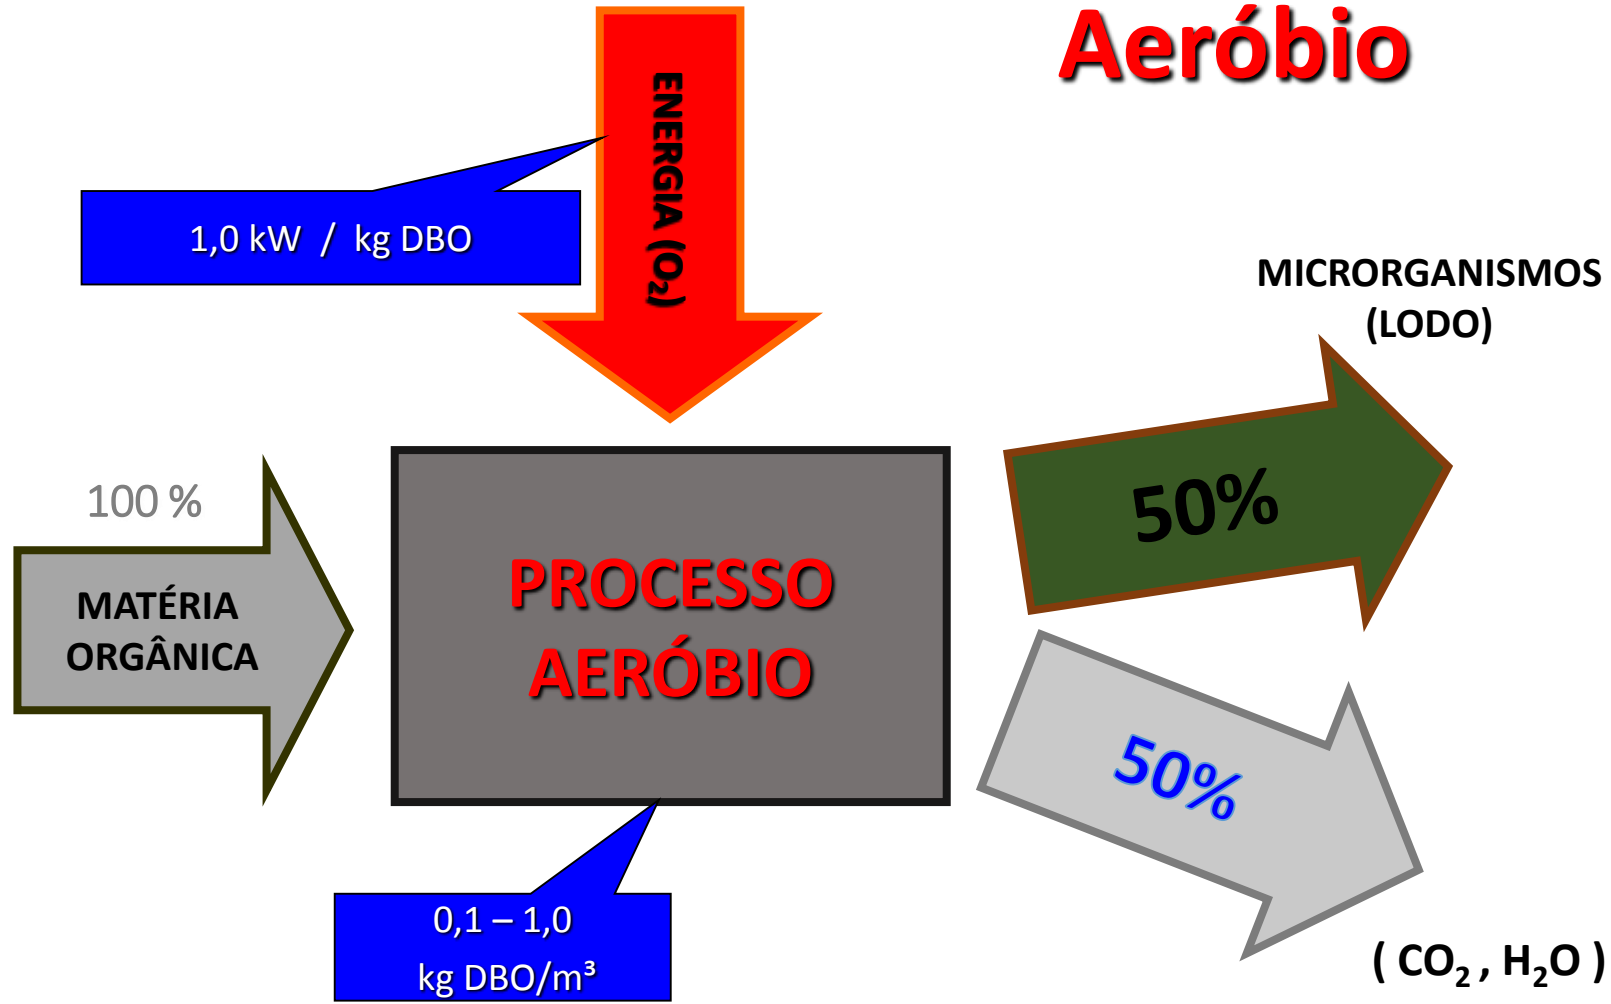 Aeróbio
ENERGIA (O₂)
1,0 kW / kg DBO
MICRORGANISMOS
(LODO)
100 %
MATÉRIA
ORGÂNICA
PROCESSO
AERÓBIO
50%
50%
0,1 – 1,0
kg DBO/m³
( CO₂ , H₂O )